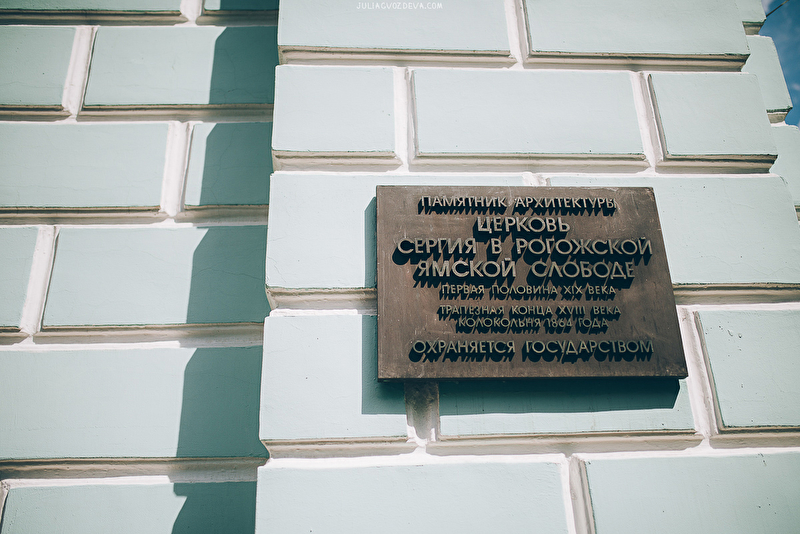 JULIAGVOZDEVA.COM
ПАМЯТНИК АРХИТЕКТУРЫ
ЦЕРКОВЬ
СЕРГИЯ В РОГОЖСКОЙ
ЯМСКОЙ СЛОБОДЕ
ПЕРВАЯ ПОЛОВИНА XIX ВЕКА
ТРАПЕЗНАЯ КОНЦА XVIII ВЕКА
КОЛОКОЛЬНЯ 1864 ГОДА
ОХРАНЯЕТСЯ ГОСУДАРСТВОМ